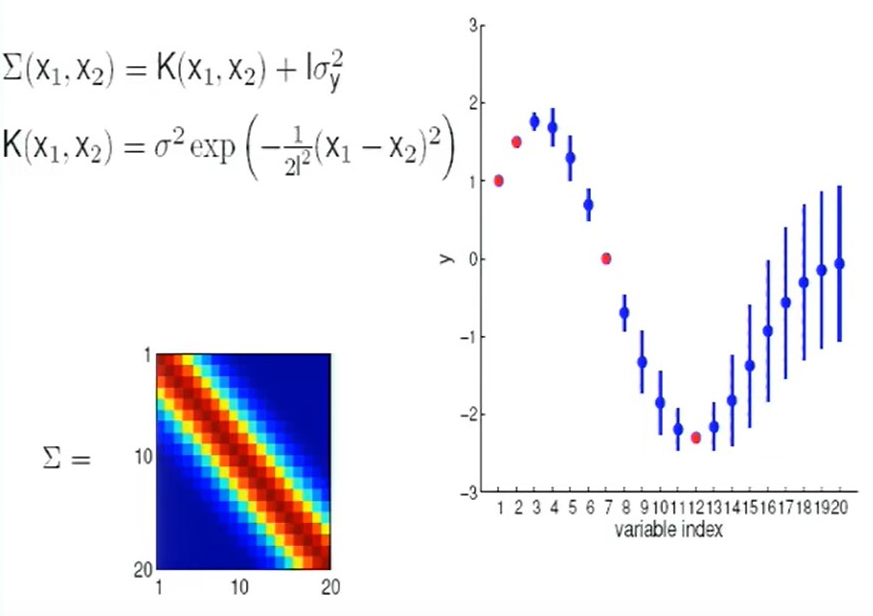 Σ(x₁, x₂) = K(x₁, x₂) + Iσ_y²
K(x₁, x₂) = σ² exp(−1/(2l²)(x₁ − x₂)²)
Σ =
1
10
20
1 10 20
3
2
1
0
−1
−2
−3
y
1 2 3 4 5 6 7 8 9 10 11 12 13 14 15 16 17 18 19 20
variable index